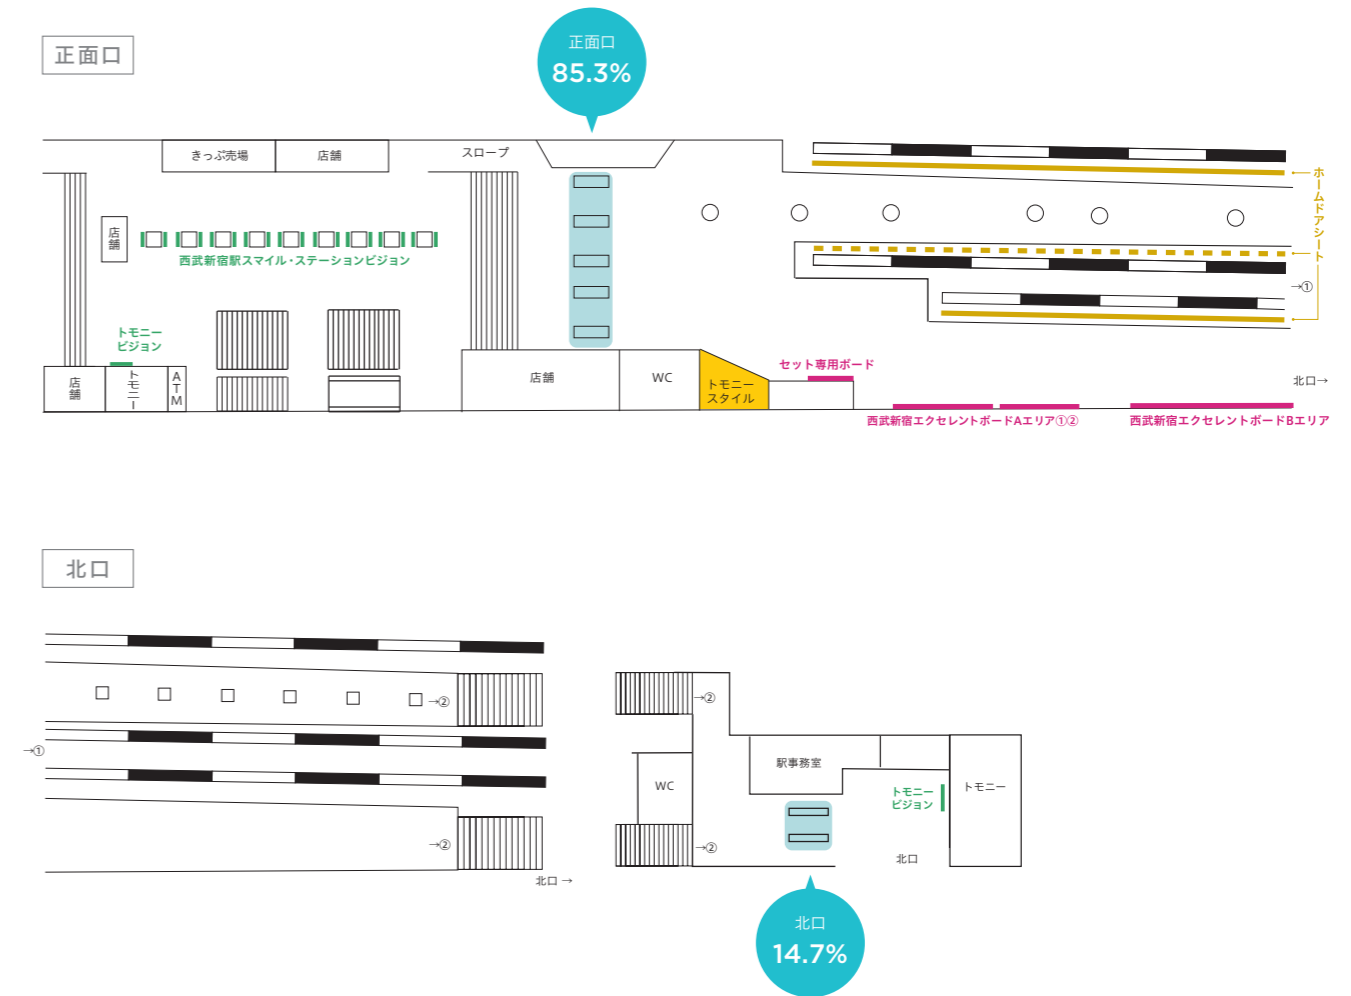 正面口
正面口
85.3%
きっぷ売場
店舗
スロープ
ホームドアシート
店舗
西武新宿駅スマイル・ステーションビジョン
→①
トモニー
ビジョン
店舗
トモニー
ATM
店舗
WC
トモニー
スタイル
セット専用ボード
北口→
西武新宿エクセレントボードAエリア①②
西武新宿エクセレントボードBエリア
北口
→②
→①
→②
北口 →
→②
WC
→②
駅事務室
トモニー
ビジョン
トモニー
北口
北口
14.7%